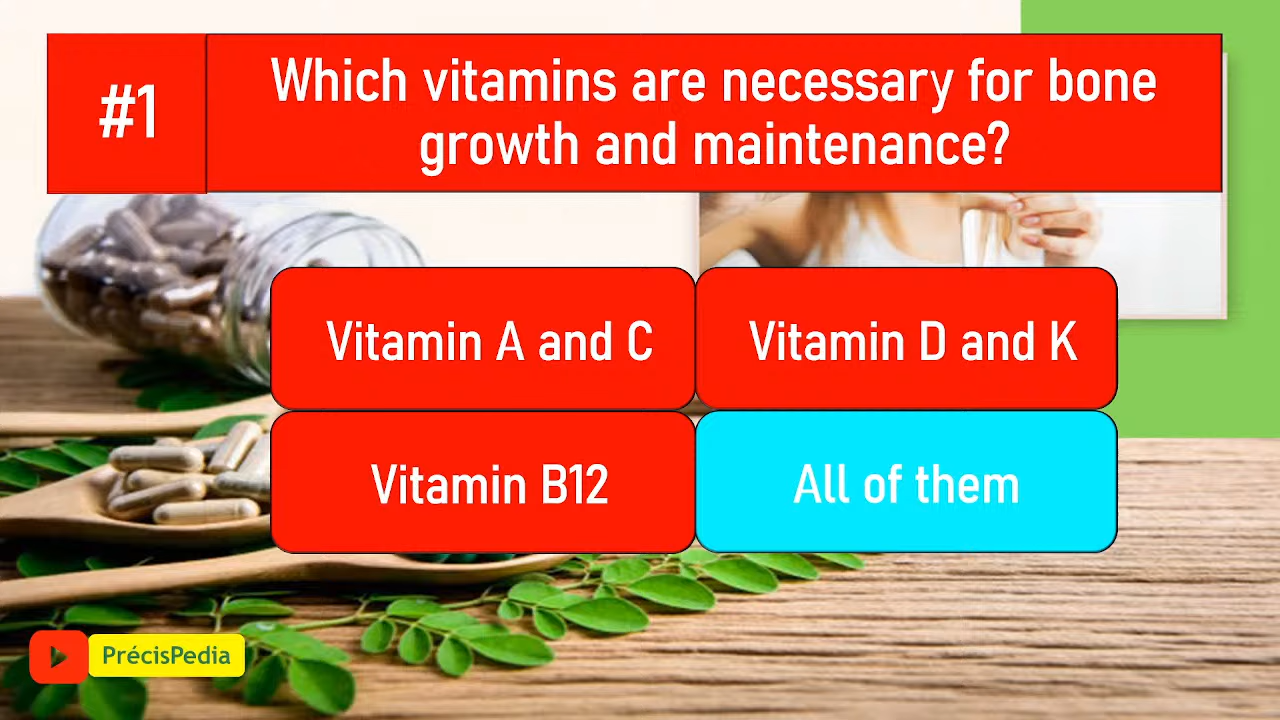 #1
Which vitamins are necessary for bone
growth and maintenance?
Vitamin A and C
Vitamin D and K
Vitamin B12
All of them
PrécisPedia